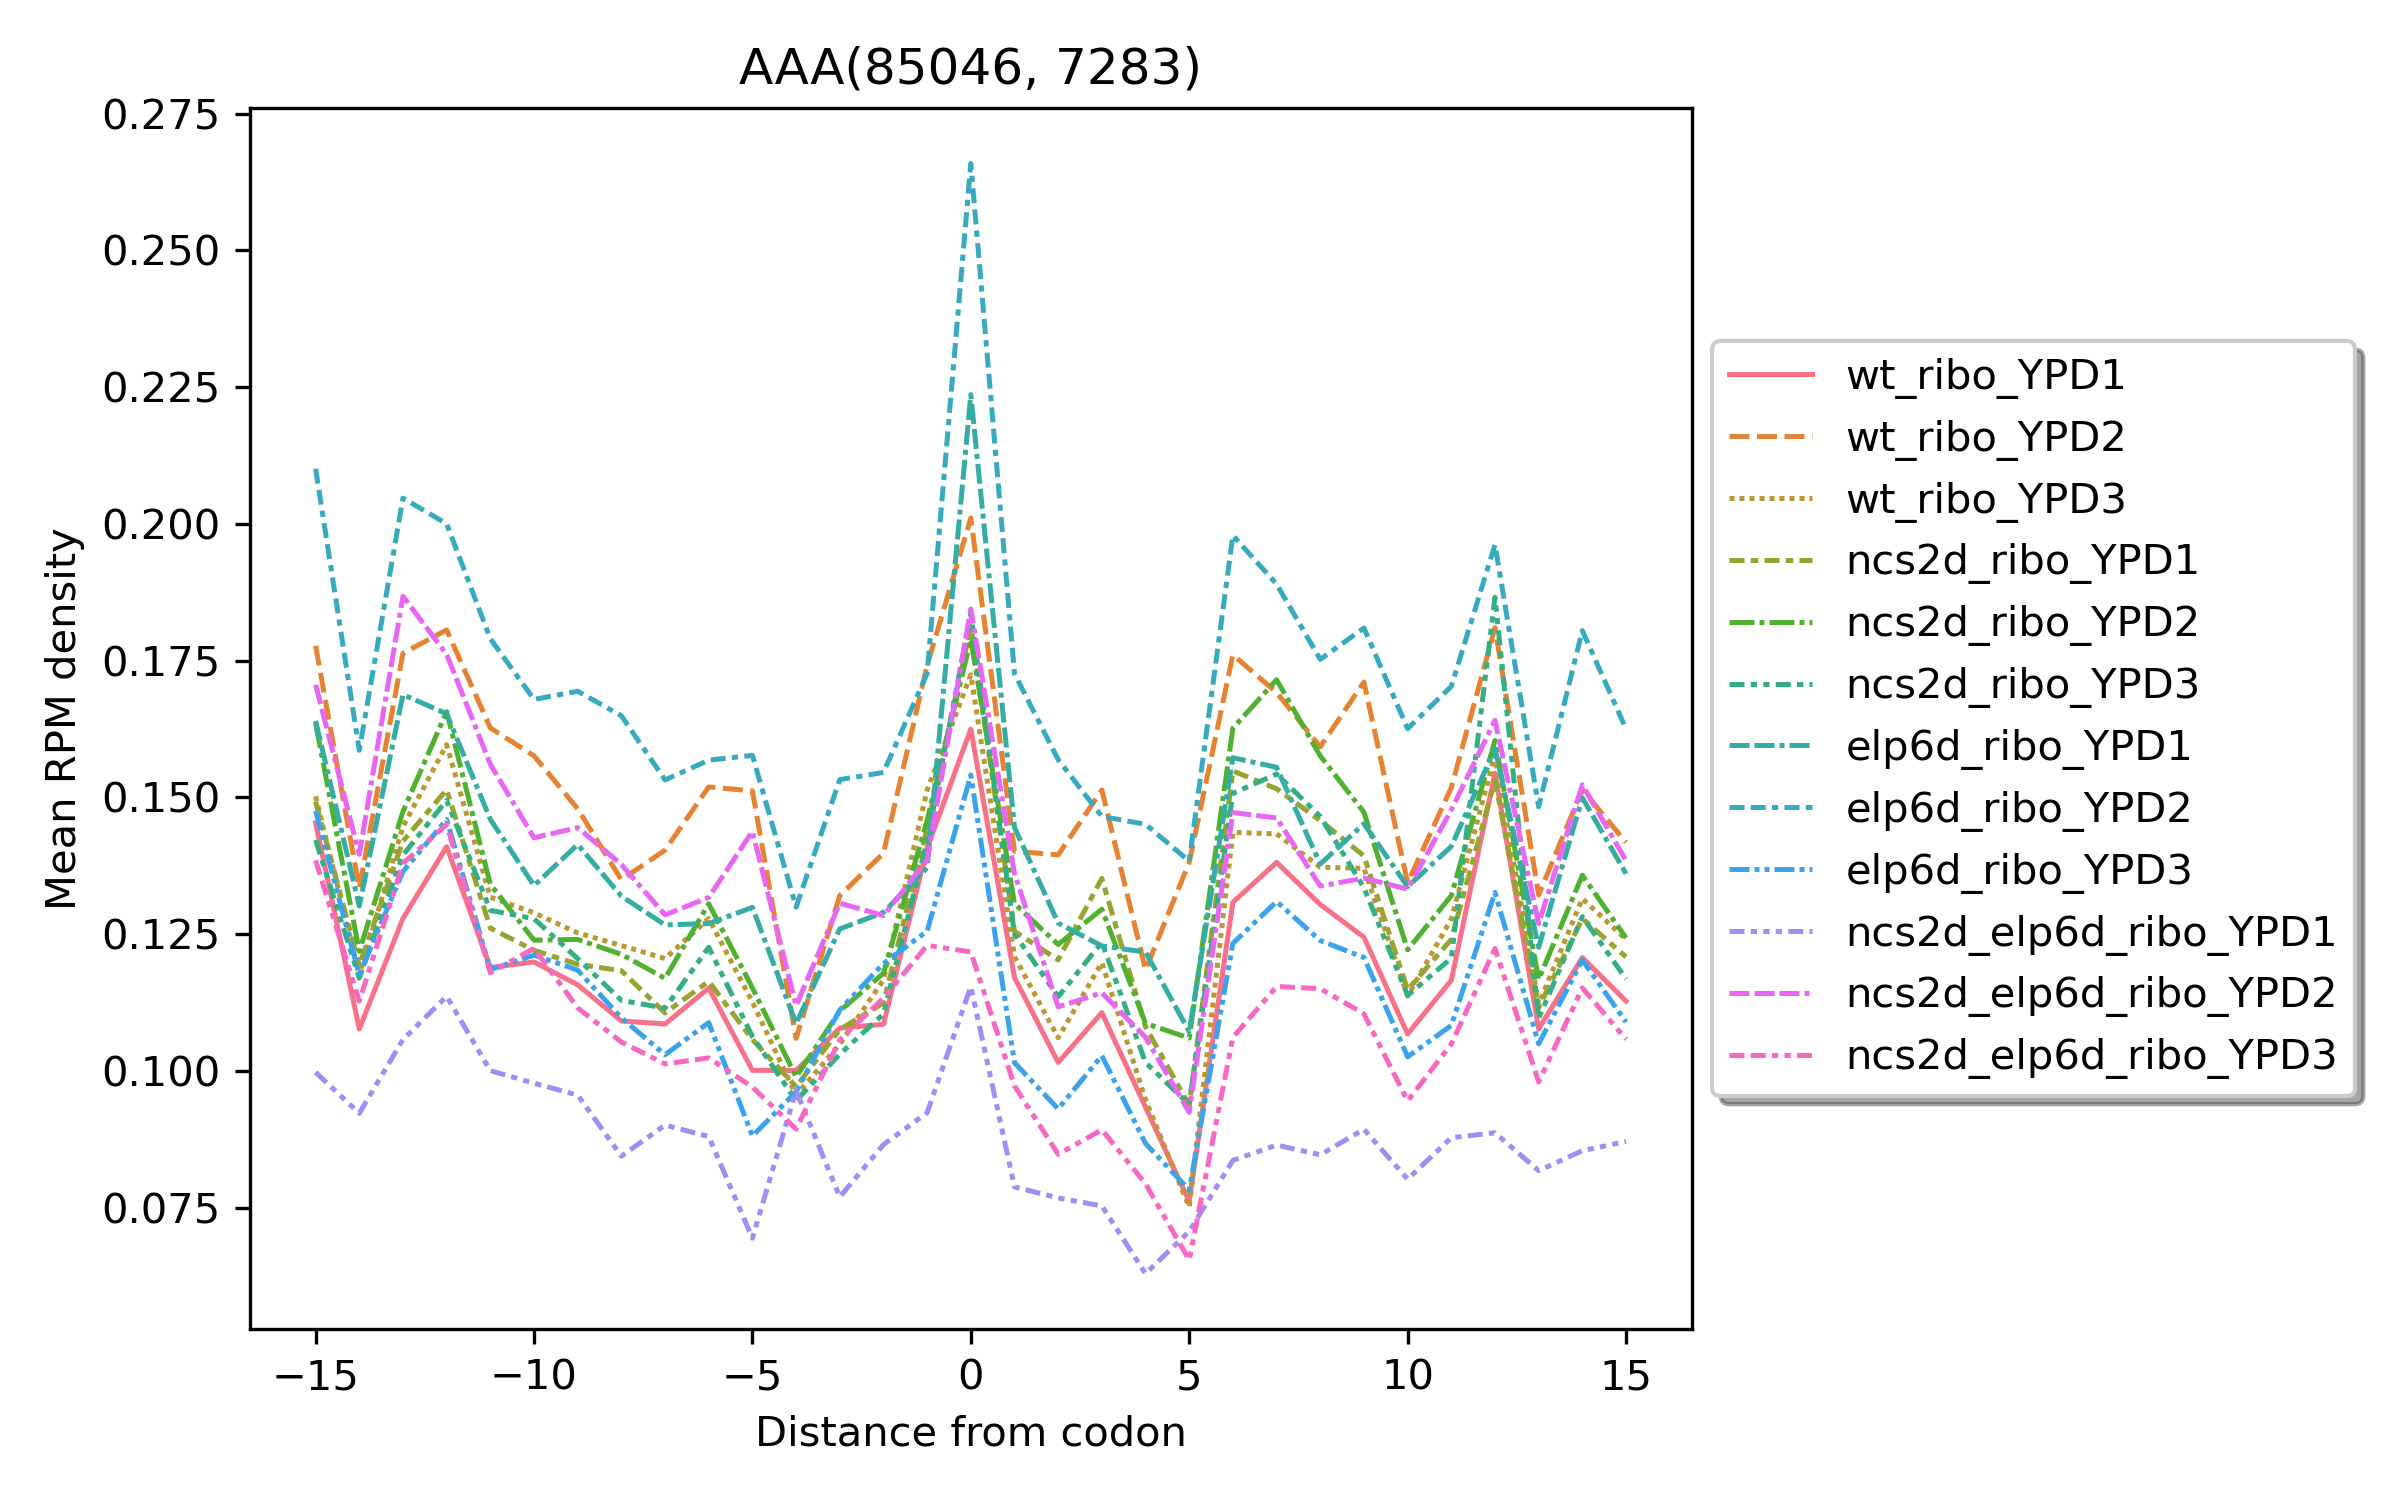 AAA(85046, 7283)
0.275
0.250
0.225
0.200
0.175
0.150
0.125
0.100
0.075
Mean RPM density
−15
−10
−5
0
5
10
15
Distance from codon
wt_ribo_YPD1
wt_ribo_YPD2
wt_ribo_YPD3
ncs2d_ribo_YPD1
ncs2d_ribo_YPD2
ncs2d_ribo_YPD3
elp6d_ribo_YPD1
elp6d_ribo_YPD2
elp6d_ribo_YPD3
ncs2d_elp6d_ribo_YPD1
ncs2d_elp6d_ribo_YPD2
ncs2d_elp6d_ribo_YPD3